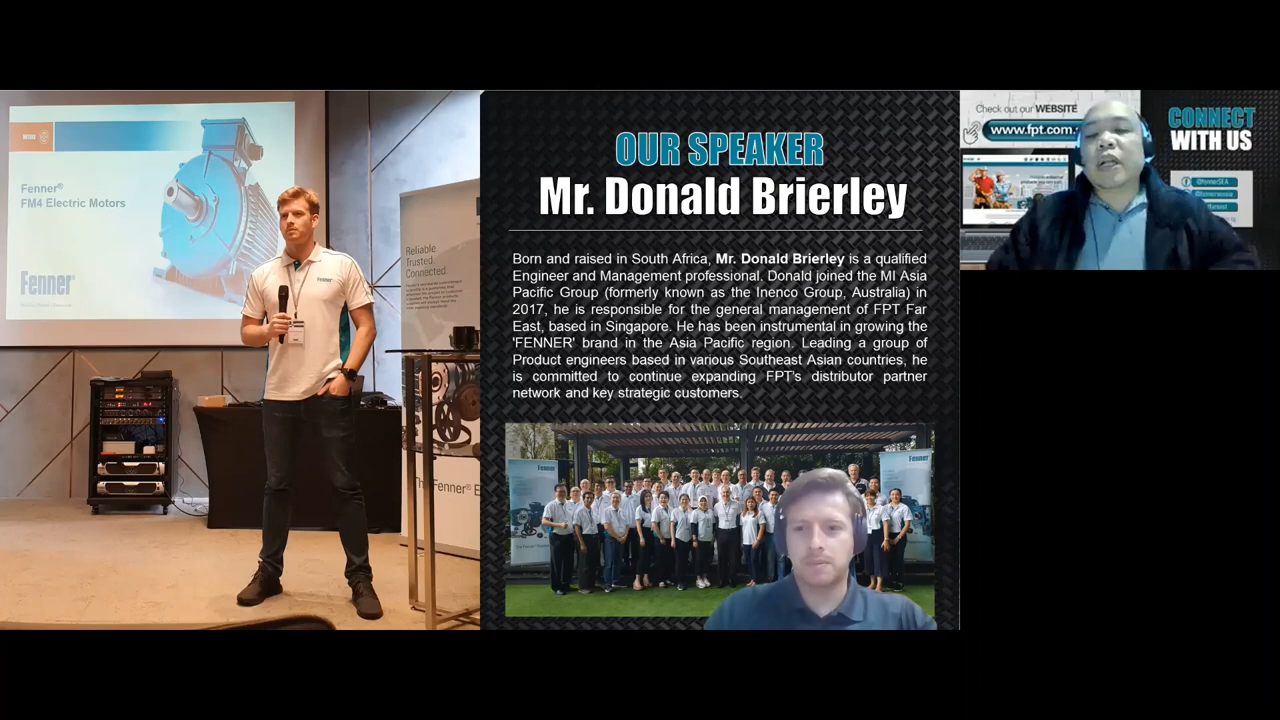 Fenner®
FM4 Electric Motors
Fenner®
Reliable.
Trusted.
Connected.
Fenner
OUR SPEAKER
Mr. Donald Brierley
Born and raised in South Africa, Mr. Donald Brierley is a qualified
Engineer and Management professional. Donald joined the MI Asia
Pacific Group (formerly known as the Inenco Group, Australia) in
2017, he is responsible for the general management of FPT Far
East, based in Singapore. He has been instrumental in growing the
'FENNER' brand in the Asia Pacific region. Leading a group of
Product engineers based in various Southeast Asian countries, he
is committed to continue expanding FPT's distributor partner
network and key strategic customers.
Fenner
Fenner
Check out our WEBSITE
www.fpt.com
CONNECT
WITH US
@fennerSEA